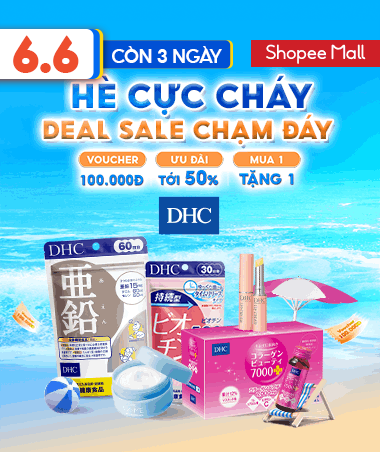 6.6
CÒN 3 NGÀY
Shopee Mall
HÈ CỰC CHÁY
DEAL SALE CHẠM ĐÁY
VOUCHER
100.000Đ
ƯU ĐÃI
TỚI 50%
MUA 1
TẶNG 1
DHC
DHC
60日分
亜鉛
DHC
DHC
30日分
持続型
ビオチン
DHC
DHC
DHC
コラーゲン
ビューティ
7000